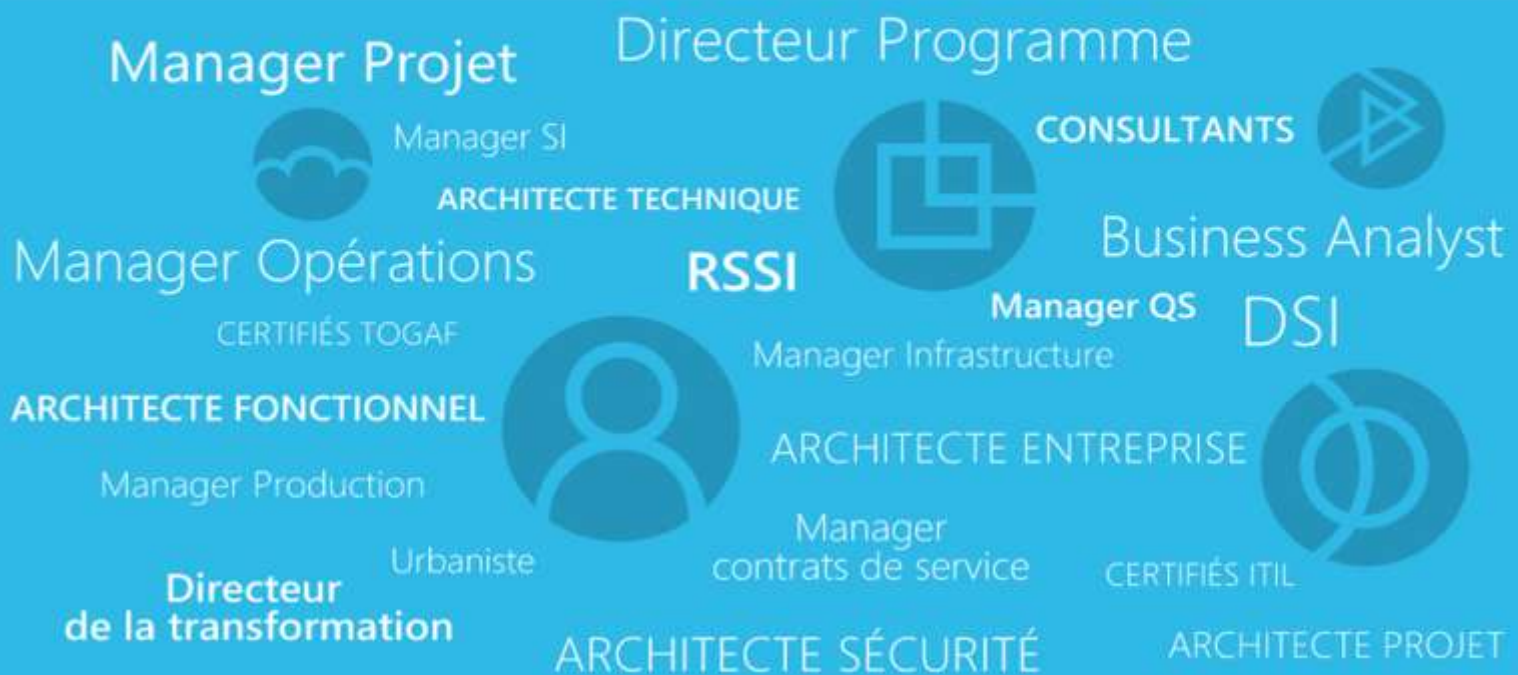 Directeur Programme
Manager Projet
CONSULTANTS
Manager SI
ARCHITECTE TECHNIQUE
Business Analyst
Manager Opérations
RSSI
Manager QS
DSI
CERTIFIÉS TOGAF
Manager Infrastructure
ARCHITECTE FONCTIONNEL
ARCHITECTE ENTREPRISE
Manager Production
Manager
contrats de service
Urbaniste
CERTIFIÉS ITIL
Directeur
de la transformation
ARCHITECTE SÉCURITÉ
ARCHITECTE PROJET